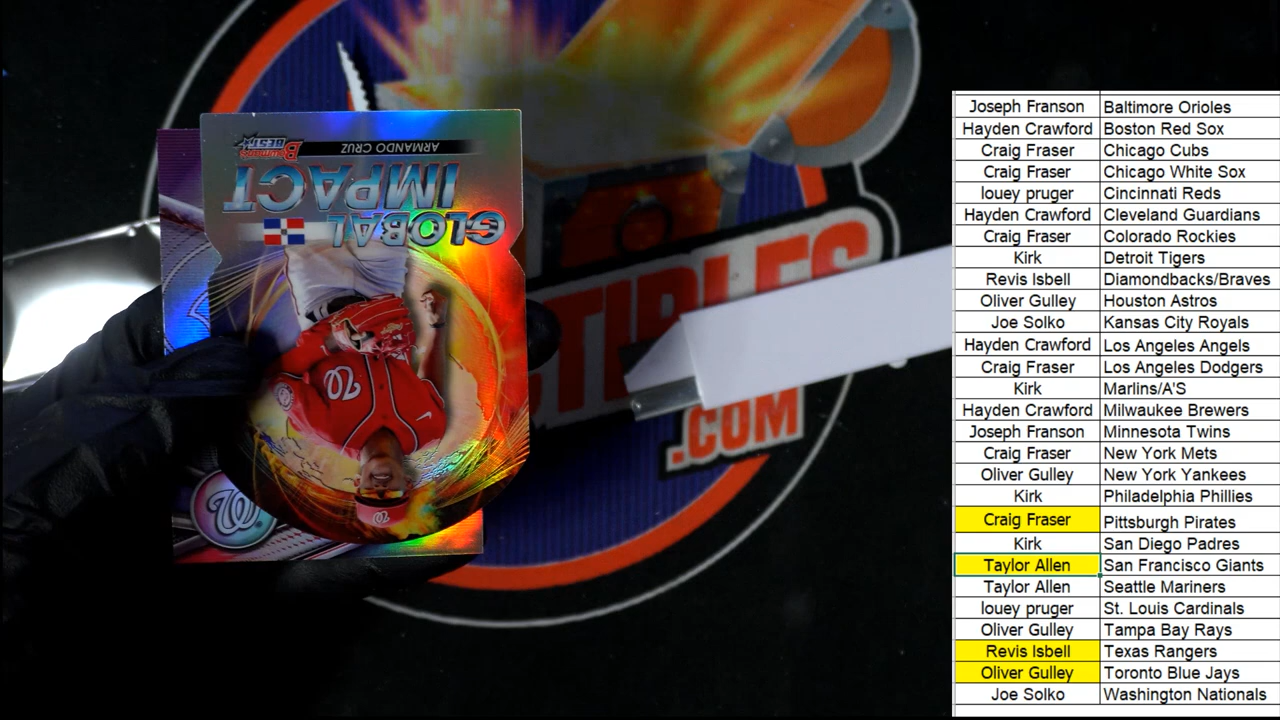 ARMANDO CRUZ
BOWMAN'S BEST
GLOBAL
IMPACT
W
W
W
TIBLES
.COM
Joseph Franson Baltimore Orioles
Hayden Crawford Boston Red Sox
Craig Fraser Chicago Cubs
Craig Fraser Chicago White Sox
louey pruger Cincinnati Reds
Hayden Crawford Cleveland Guardians
Craig Fraser Colorado Rockies
Kirk Detroit Tigers
Revis Isbell Diamondbacks/Braves
Oliver Gulley Houston Astros
Joe Solko Kansas City Royals
Hayden Crawford Los Angeles Angels
Craig Fraser Los Angeles Dodgers
Kirk Marlins/A'S
Hayden Crawford Milwaukee Brewers
Joseph Franson Minnesota Twins
Craig Fraser New York Mets
Oliver Gulley New York Yankees
Kirk Philadelphia Phillies
Craig Fraser Pittsburgh Pirates
Kirk San Diego Padres
Taylor Allen San Francisco Giants
Taylor Allen Seattle Mariners
louey pruger St. Louis Cardinals
Oliver Gulley Tampa Bay Rays
Revis Isbell Texas Rangers
Oliver Gulley Toronto Blue Jays
Joe Solko Washington Nationals